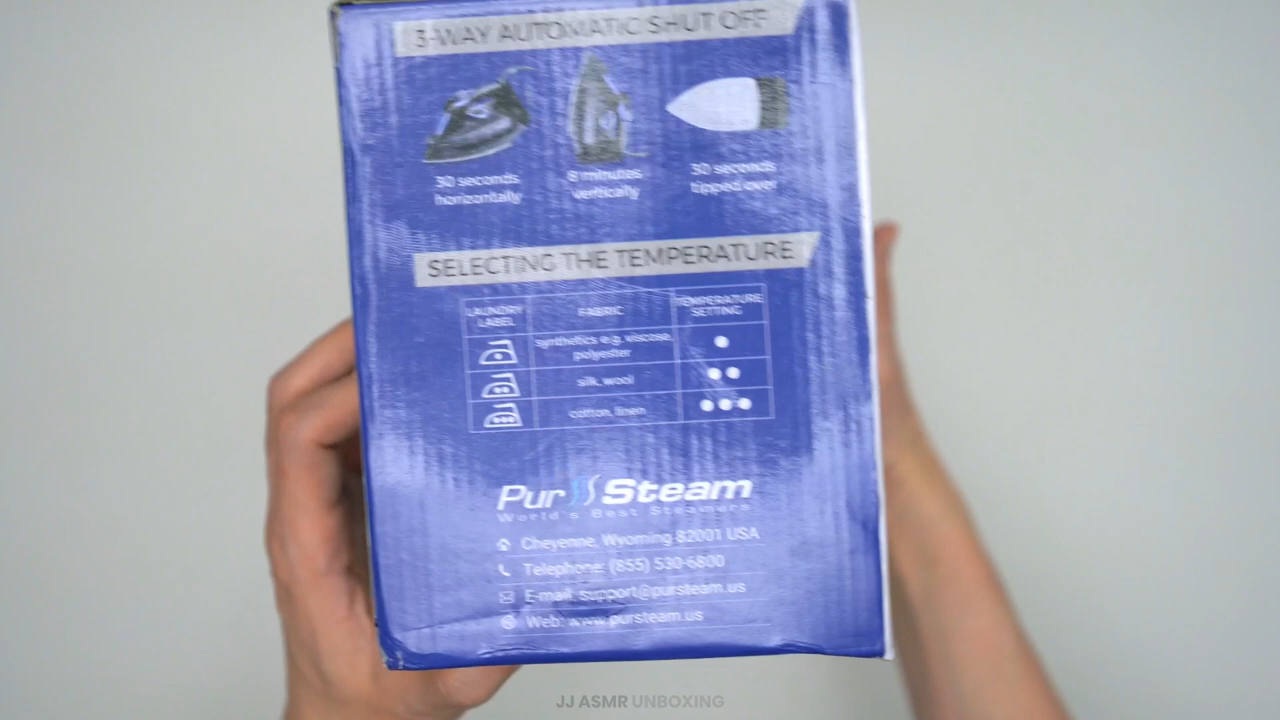 3-WAY AUTOMATIC SHUT OFF
30 seconds
horizontally
8 minutes
vertically
30 seconds
tipped over
SELECTING THE TEMPERATURE
LAUNDRY
LABEL
FABRIC
TEMPERATURE
SETTING
synthetics e.g. viscose,
polyester
silk, wool
cotton, linen
Pur Steam
World's Best Steamers
Cheyenne, Wyoming 82001 USA
Telephone: (855) 530-6800
E-mail: support@pursteam.us
Web: www.pursteam.us
JJ ASMR UNBOXING